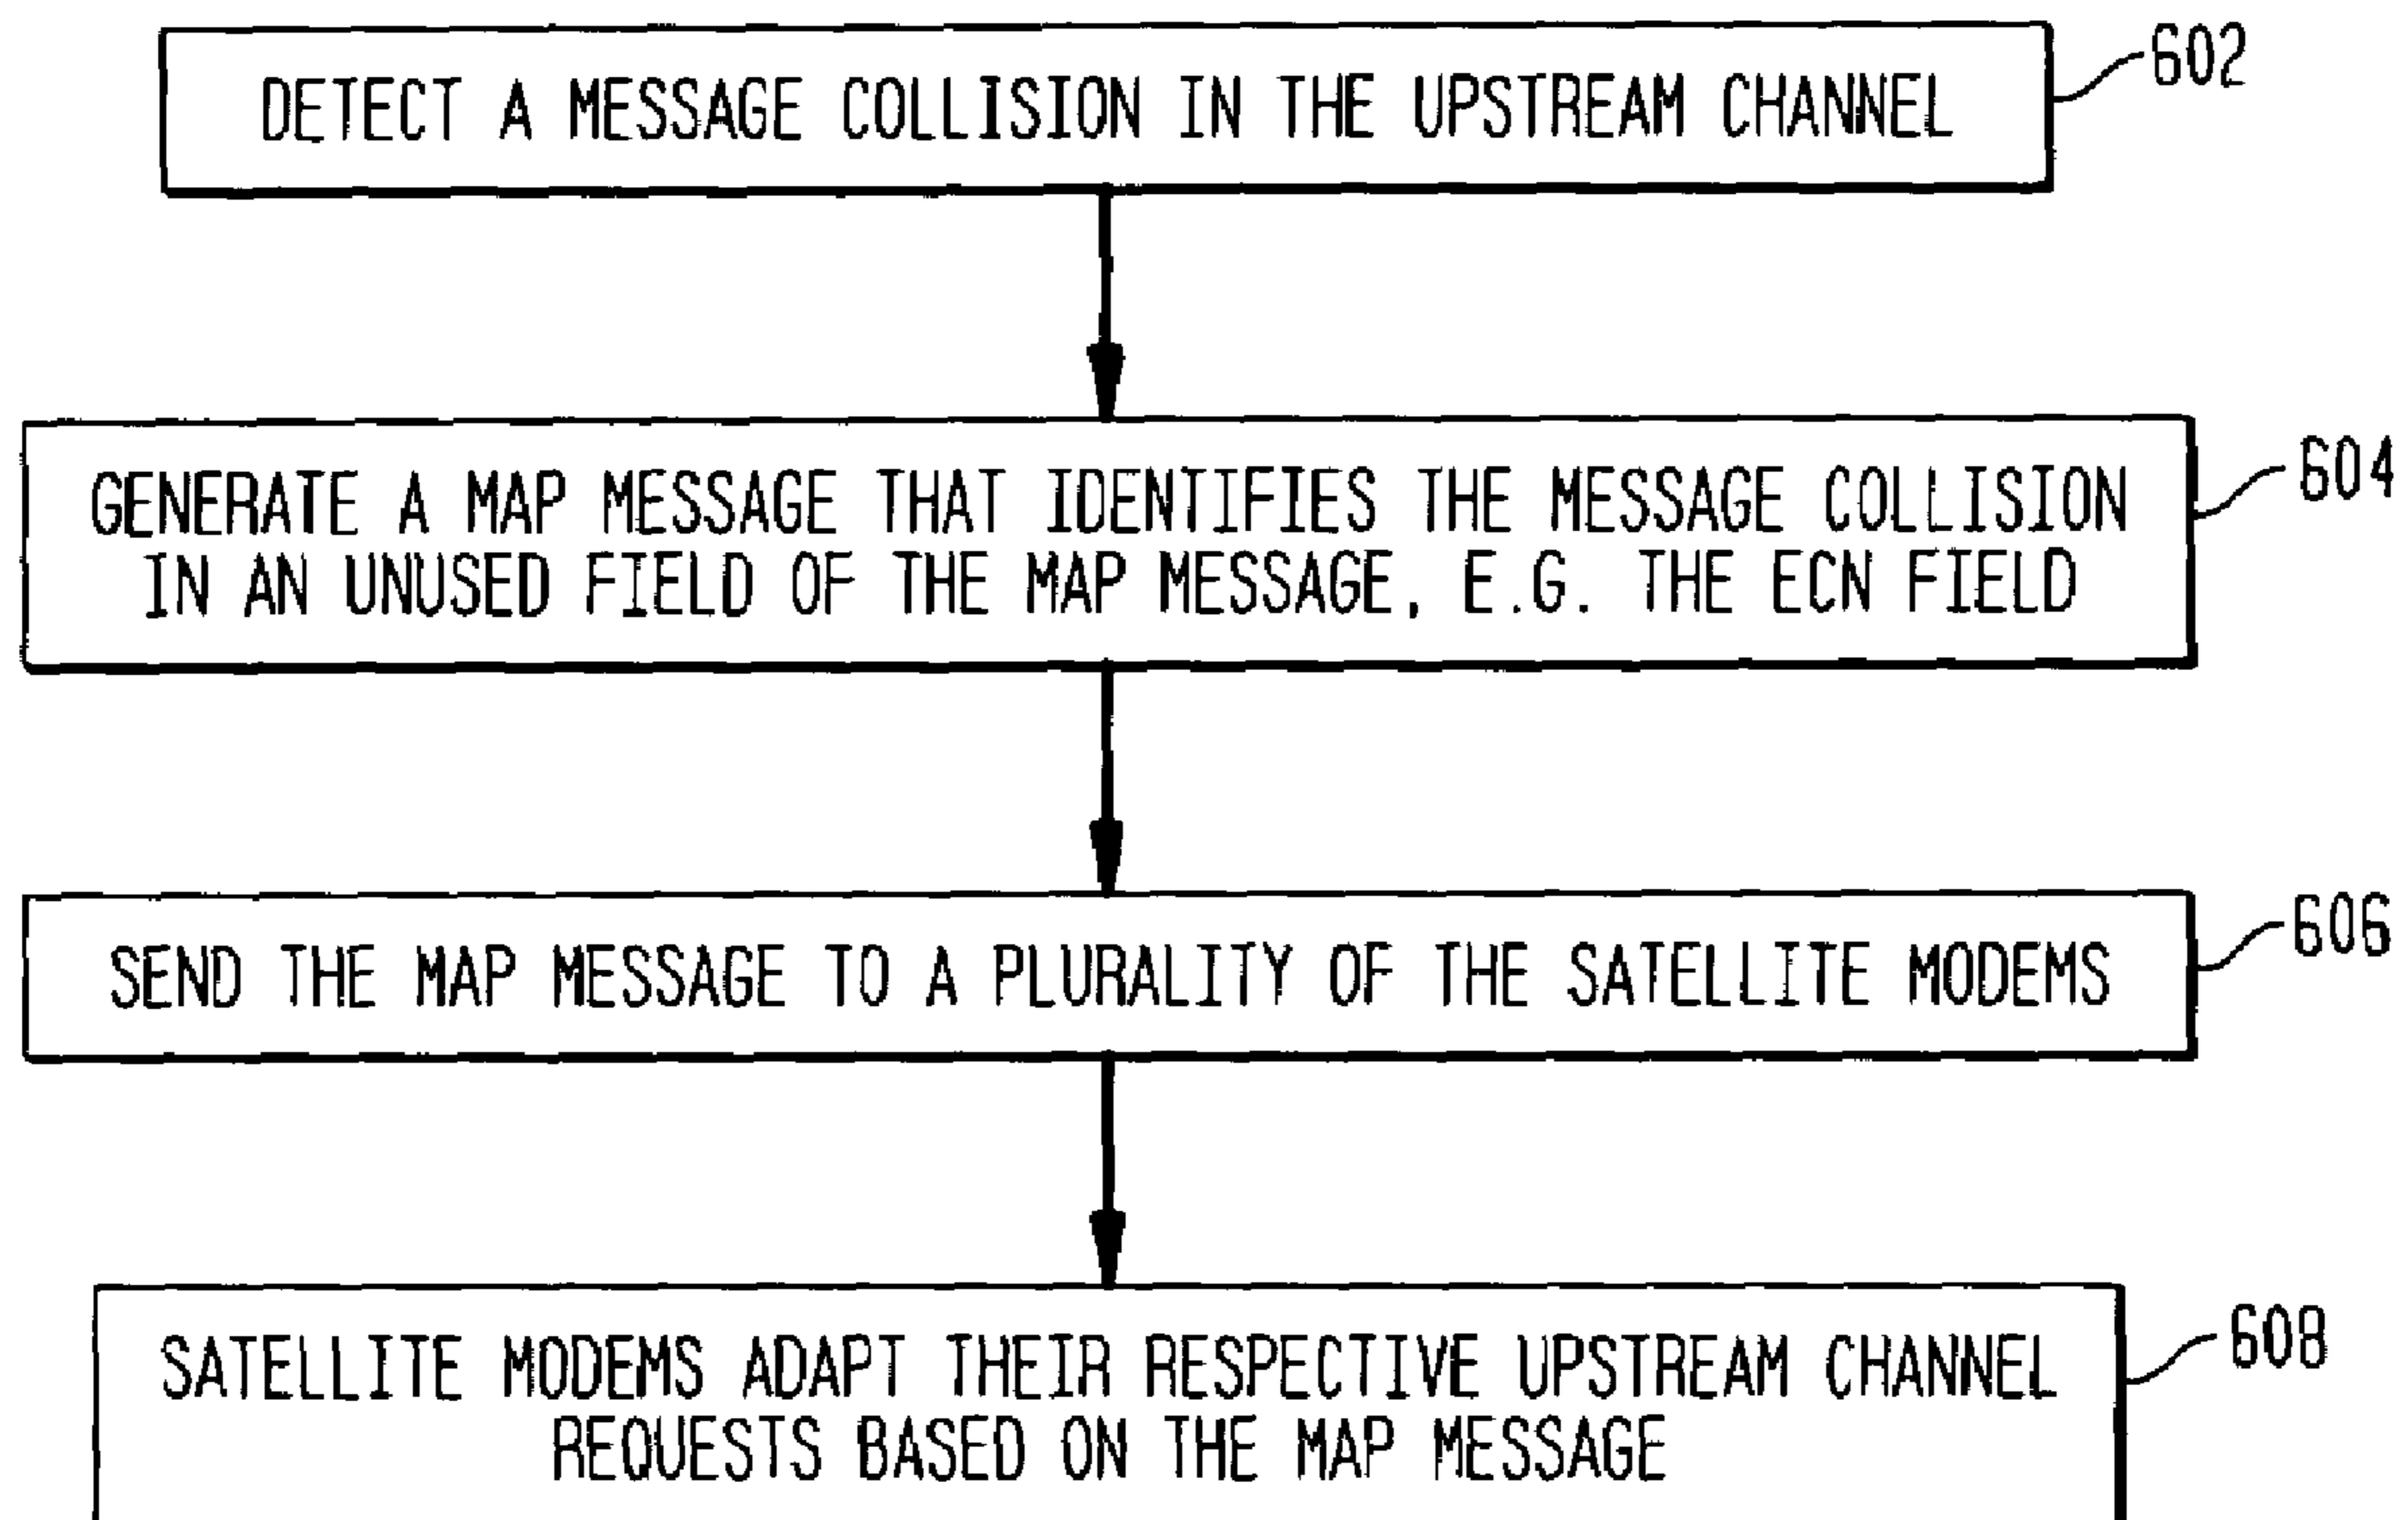 DETECT A MESSAGE COLLISION IN THE UPSTREAM CHANNEL
602
GENERATE A MAP MESSAGE THAT IDENTIFIES THE MESSAGE COLLISION
IN AN UNUSED FIELD OF THE MAP MESSAGE, E.G. THE ECN FIELD
604
SEND THE MAP MESSAGE TO A PLURALITY OF THE SATELLITE MODEMS
606
SATELLITE MODEMS ADAPT THEIR RESPECTIVE UPSTREAM CHANNEL
REQUESTS BASED ON THE MAP MESSAGE
608